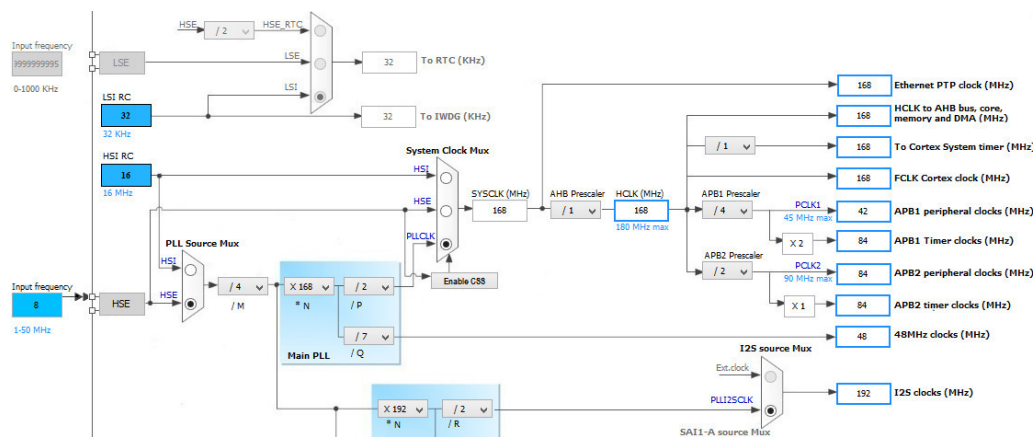 HSE
/ 2
HSE_RTC
Input frequency
9999999995
0-1000 KHz
LSE
LSE
32
To RTC (KHz)
LSI RC
32
32 KHz
LSI
32
To IWDG (KHz)
HSI RC
16
16 MHz
System Clock Mux
HSI
HSE
PLLCLK
Enable CSS
SYSCLK (MHz)
168
AHB Prescaler
/ 1
HCLK (MHz)
168
180 MHz max
168
Ethernet PTP clock (MHz)
168
HCLK to AHB bus, core,
memory and DMA (MHz)
/ 1
168
To Cortex System timer (MHz)
168
FCLK Cortex clock (MHz)
APB1 Prescaler
/ 4
PCLK1
45 MHz max
42
APB1 peripheral clocks (MHz)
X 2
84
APB1 Timer clocks (MHz)
APB2 Prescaler
/ 2
PCLK2
90 MHz max
84
APB2 peripheral clocks (MHz)
X 1
84
APB2 timer clocks (MHz)
Input frequency
8
1-50 MHz
HSE
PLL Source Mux
HSI
HSE
/ 4
/ M
X 168
* N
/ 2
/ P
/ 7
/ Q
Main PLL
48
48MHz clocks (MHz)
I2S source Mux
Ext.clock
PLLI2SCLK
192
I2S clocks (MHz)
X 192
* N
/ 2
/ R
SAI1-A source Mux